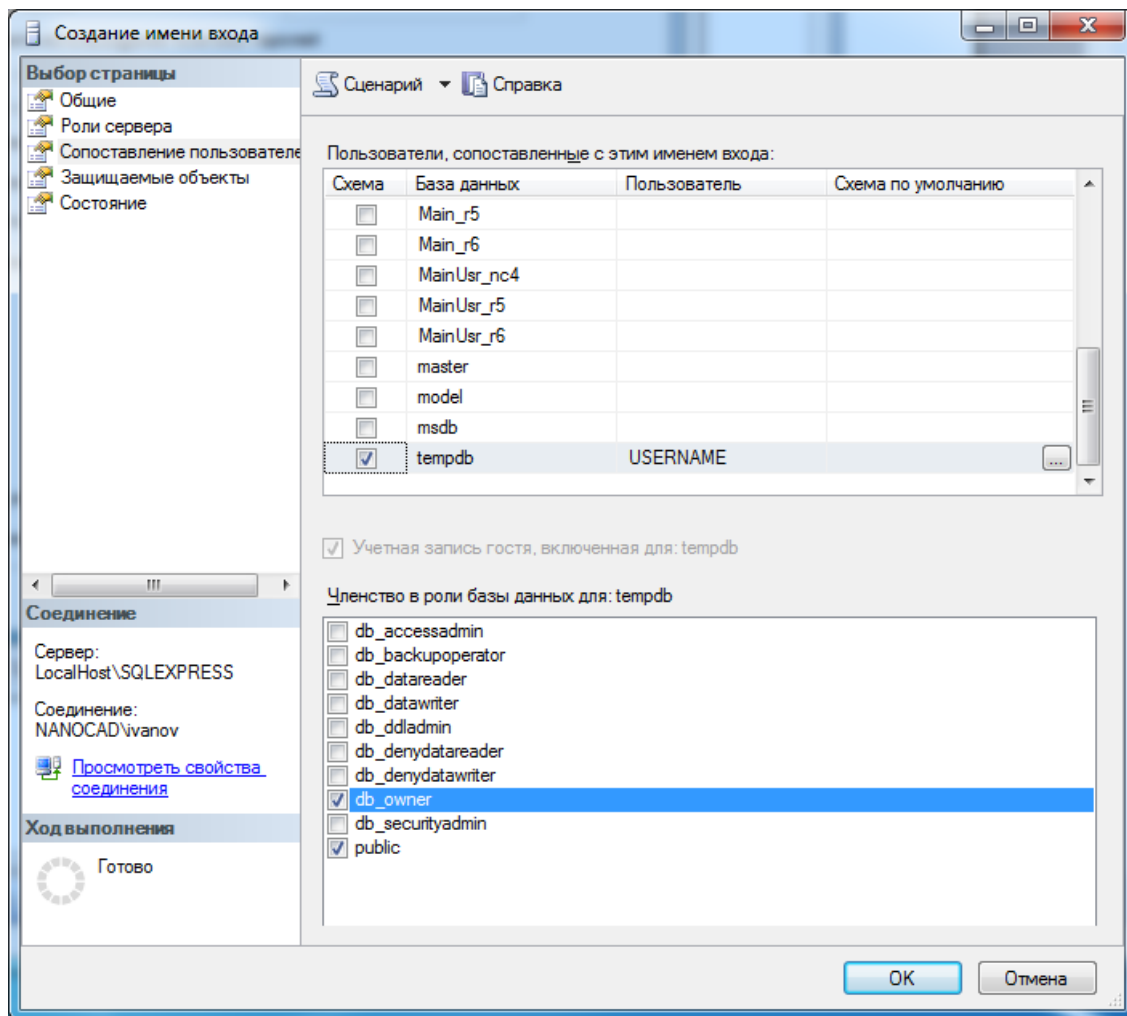 Создание имени входа
Выбор страницы
Общие
Роли сервера
Сопоставление пользователе
Защищаемые объекты
Состояние
Сценарий Справка
Пользователи, сопоставленные с этим именем входа:
Схема База данных Пользователь Схема по умолчанию
Main_r5
Main_r6
MainUsr_nc4
MainUsr_r5
MainUsr_r6
master
model
msdb
tempdb USERNAME ...
Учетная запись гостя, включенная для: tempdb
Членство в роли базы данных для: tempdb
db_accessadmin
db_backupoperator
db_datareader
db_datawriter
db_ddladmin
db_denydatareader
db_denydatawriter
db_owner
db_securityadmin
public
Соединение
Сервер:
LocalHost\SQLEXPRESS
Соединение:
NANOCAD\ivanov
Просмотреть свойства
соединения
Ход выполнения
Готово
OK Отмена